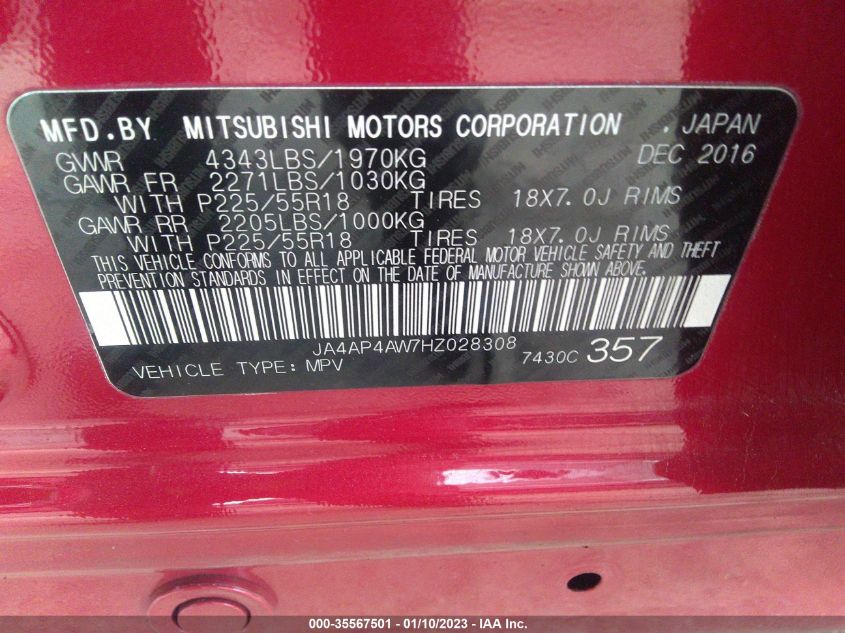 MFD.BY MITSUBISHI MOTORS CORPORATION . JAPAN
GVWR 4343LBS/1970KG DEC 2016
GAWR FR 2271LBS/1030KG
WITH P225/55R18 TIRES 18X7.0J RIMS
GAWR RR 2205LBS/1000KG
WITH P225/55R18 TIRES 18X7.0J RIMS
THIS VEHICLE CONFORMS TO ALL APPLICABLE FEDERAL MOTOR VEHICLE SAFETY AND THEFT
PREVENTION STANDARDS IN EFFECT ON THE DATE OF MANUFACTURE SHOWN ABOVE.
JA4AP4AW7HZ028308
VEHICLE TYPE: MPV 7430C 357
000-35567501 - 01/10/2023 - IAA Inc.